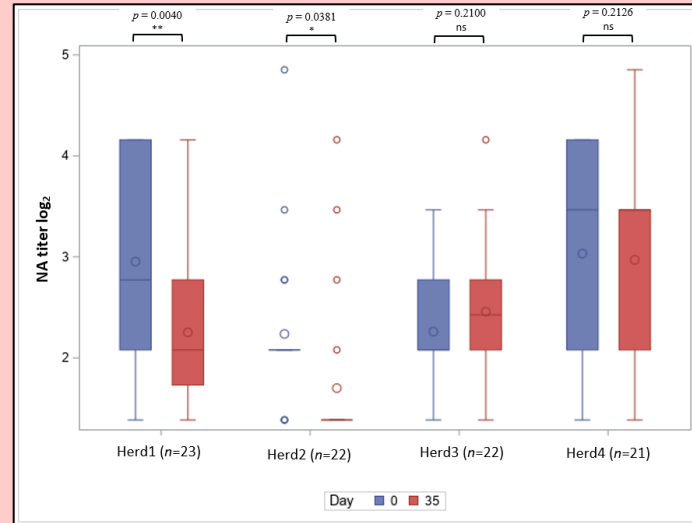 p = 0.0040
**
p = 0.0381
*
p = 0.2100
ns
p = 0.2126
ns
NA titer log₂
5
4
3
2
Herd1 (n=23)
Herd2 (n=22)
Herd3 (n=22)
Herd4 (n=21)
Day 0 35